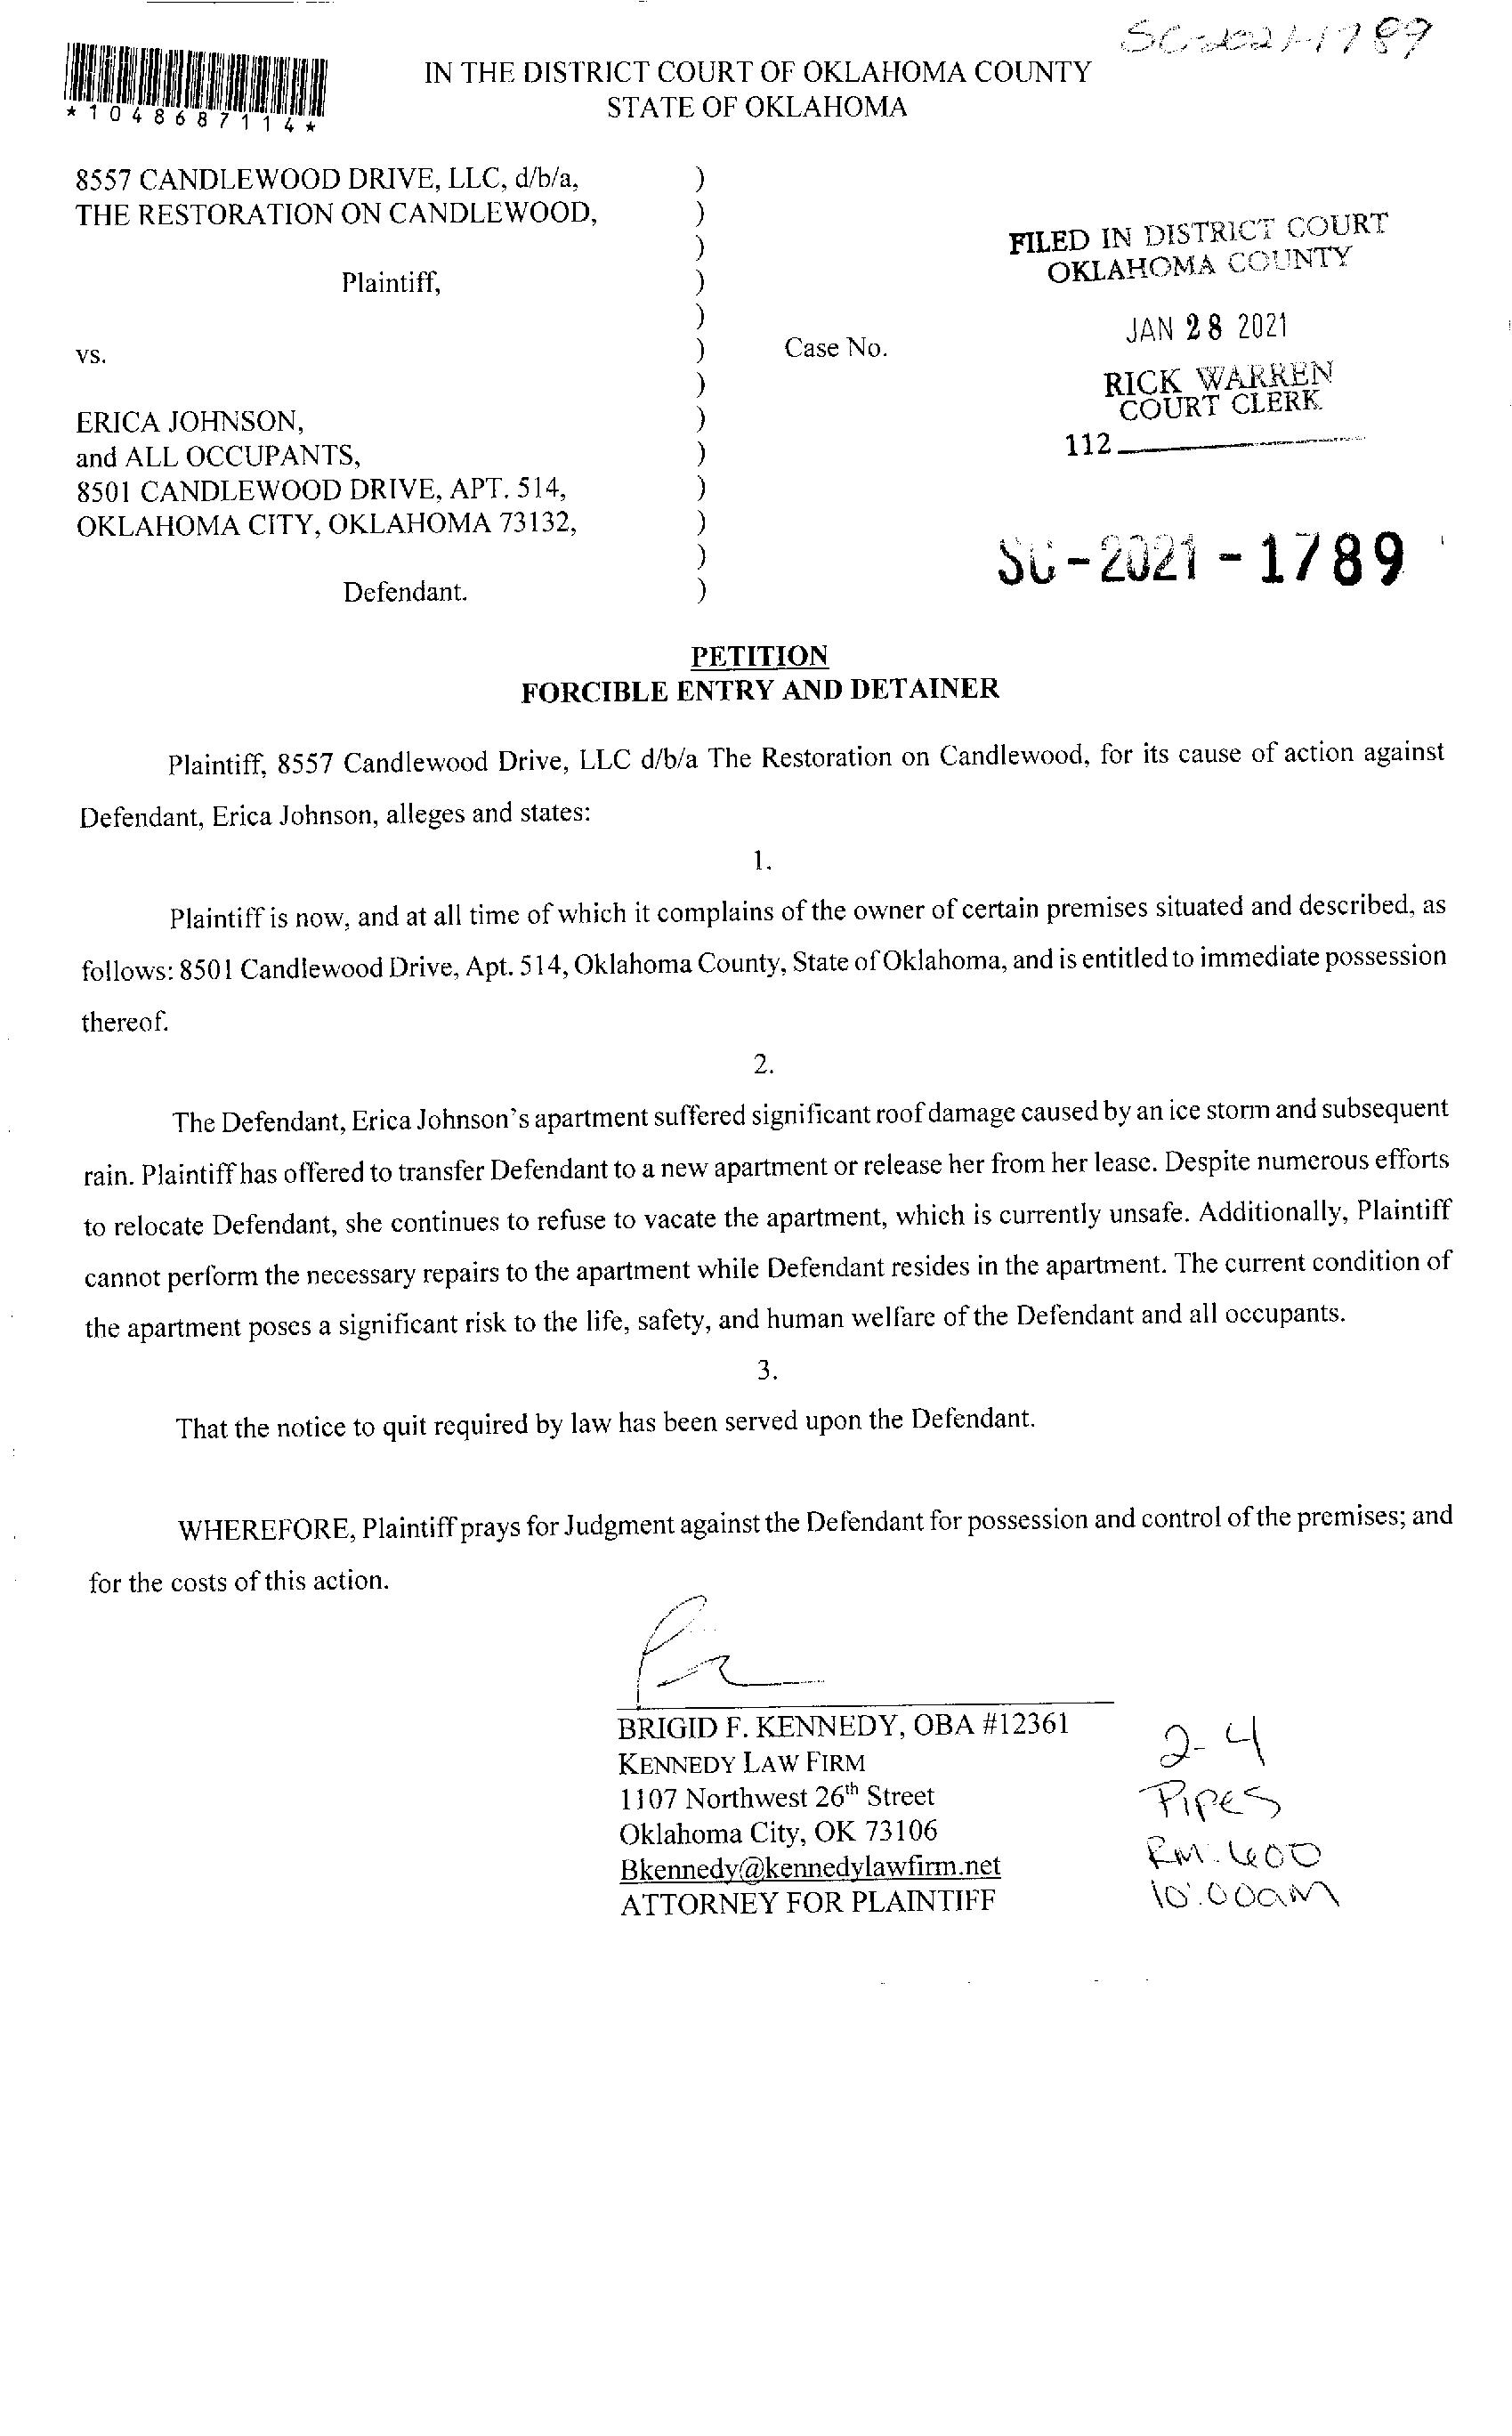 SC-2021-1789
IN THE DISTRICT COURT OF OKLAHOMA COUNTY
STATE OF OKLAHOMA
*1048687114*
8557 CANDLEWOOD DRIVE, LLC, d/b/a, )
THE RESTORATION ON CANDLEWOOD, )
)
Plaintiff, )
)
vs. ) Case No.
)
ERICA JOHNSON, )
and ALL OCCUPANTS, )
8501 CANDLEWOOD DRIVE, APT. 514, )
OKLAHOMA CITY, OKLAHOMA 73132, )
)
Defendant. )
FILED IN DISTRICT COURT
OKLAHOMA COUNTY
JAN 28 2021
RICK WARREN
COURT CLERK
112
SC-2021-1789
PETITION
FORCIBLE ENTRY AND DETAINER
Plaintiff, 8557 Candlewood Drive, LLC d/b/a The Restoration on Candlewood, for its cause of action against
Defendant, Erica Johnson, alleges and states:
1.
Plaintiff is now, and at all time of which it complains of the owner of certain premises situated and described, as
follows: 8501 Candlewood Drive, Apt. 514, Oklahoma County, State of Oklahoma, and is entitled to immediate possession
thereof.
2.
The Defendant, Erica Johnson's apartment suffered significant roof damage caused by an ice storm and subsequent
rain. Plaintiff has offered to transfer Defendant to a new apartment or release her from her lease. Despite numerous efforts
to relocate Defendant, she continues to refuse to vacate the apartment, which is currently unsafe. Additionally, Plaintiff
cannot perform the necessary repairs to the apartment while Defendant resides in the apartment. The current condition of
the apartment poses a significant risk to the life, safety, and human welfare of the Defendant and all occupants.
3.
That the notice to quit required by law has been served upon the Defendant.
WHEREFORE, Plaintiff prays for Judgment against the Defendant for possession and control of the premises; and
for the costs of this action.
BRIGID F. KENNEDY, OBA #12361
KENNEDY LAW FIRM
1107 Northwest 26th Street
Oklahoma City, OK 73106
Bkennedy@kennedylawfirm.net
ATTORNEY FOR PLAINTIFF
2-4
Pipes
Rm. 600
10:00am